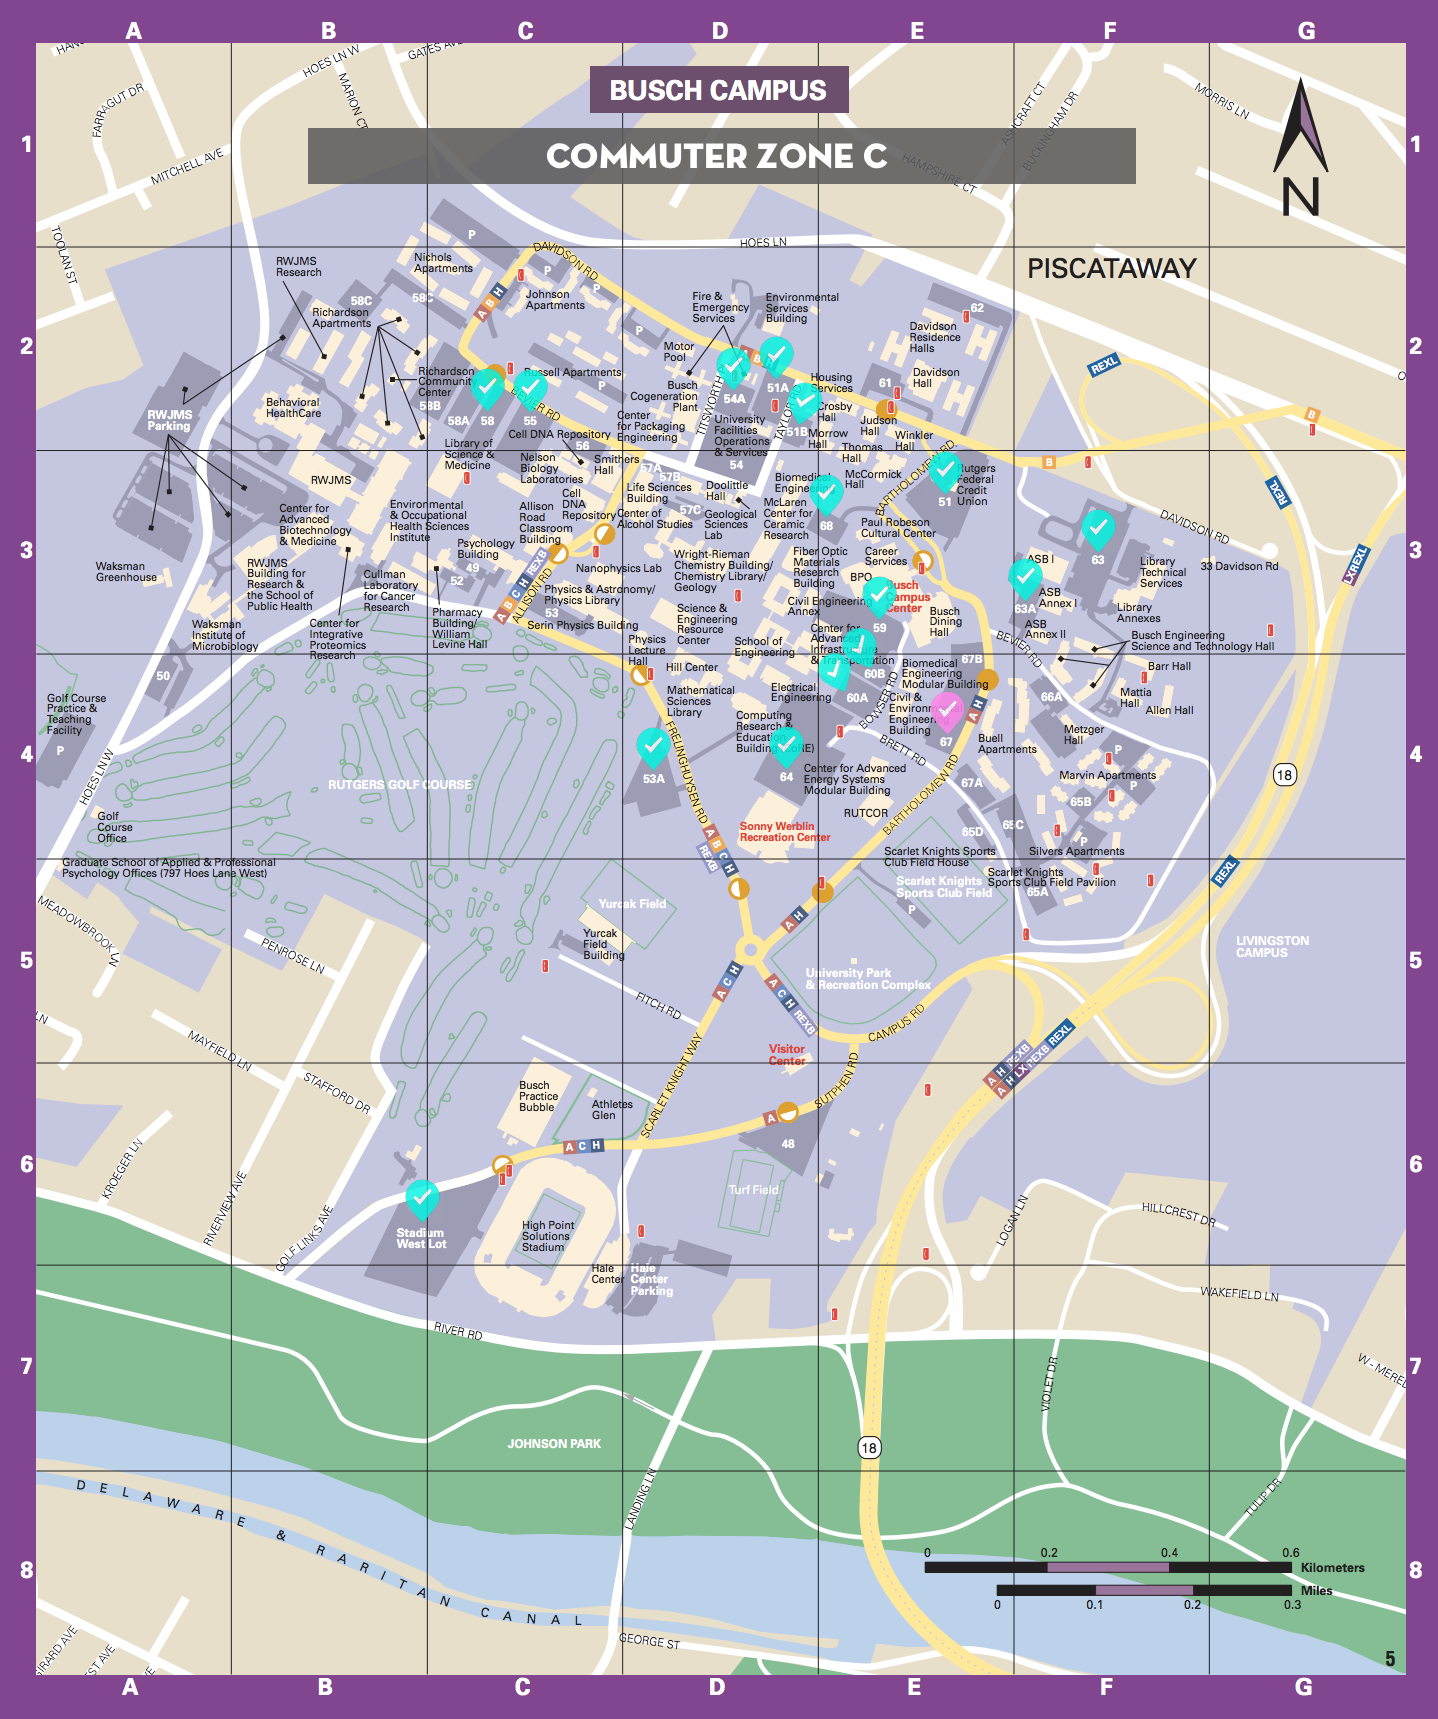 A B C D E F G
BUSCH CAMPUS
COMMUTER ZONE C
N
PISCATAWAY
1
1
FARRAGUT DR
MITCHELL AVE
HOES LN W
MARION CT
ASHCRAFT CT
BUCKINGHAM DR
MORRIS LN
HAMPSHIRE CT
TOOLAN ST
HOES LN
DAVIDSON RD
2
2
RWJMS
Research
Nichols
Apartments
P
P
P
P
P
58C
58C
Richardson
Apartments
Johnson
Apartments
A B H
Fire &
Emergency
Services
Environmental
Services
Building
62
Davidson
Residence
Halls
Motor
Pool
Richardson
Community
Center
58B
58A
58
55
BEVIER RD
Russell Apartments
Busch
Cogeneration
Plant
54A
51A
51B
Housing
Services
61
Davidson
Hall
REXL
B
B
RWJMS
Parking
Behavioral
HealthCare
Center
for Packaging
Engineering
University
Facilities
Operations
& Services
54
Crosby
Hall
Morrow
Hall
Judson
Hall
Winkler
Hall
Thomas
Hall
Library of
Science &
Medicine
Cell DNA Repository
56
Nelson
Biology
Laboratories
Smithers
Hall
57A
57B
57C
Life Sciences
Building
Doolittle
Hall
McCormick
Hall
BARTHOLOMEW RD.
Rutgers
Federal
Credit
Union
51
REXL
3
3
RWJMS
Center for
Advanced
Biotechnology
& Medicine
Environmental
& Occupational
Health Sciences
Institute
Allison
Road
Classroom
Building
Cell
DNA
Repository
Center of
Alcohol Studies
Geological
Sciences
Lab
McLaren
Center for
Ceramic
Research
68
Paul Robeson
Cultural Center
63
DAVIDSON RD
Waksman
Greenhouse
RWJMS
Building for
Research &
the School of
Public Health
Cullman
Laboratory
for Cancer
Research
Psychology
Building
49
52
Nanophysics Lab
Wright-Rieman
Chemistry Building/
Chemistry Library/
Geology
Fiber Optic
Materials
Research
Building
Career
Services
BPO
Busch
Campus
Center
ASB I
63A
ASB
Annex I
ASB
Annex II
Library
Technical
Services
33 Davidson Rd
LX REXL
A B C H REXB
ALLISON RD
Physics & Astronomy/
Physics Library
53
Serin Physics Building
Science &
Engineering
Resource
Center
Civil Engineering
Annex
59
Busch
Dining
Hall
Library
Annexes
Busch Engineering
Science and Technology Hall
Waksman
Institute of
Microbiology
Center for
Integrative
Proteomics
Research
Pharmacy
Building/
William
Levine Hall
Physics
Lecture
Hall
School of
Engineering
BEVIER RD
4
4
50
Golf Course
Practice &
Teaching
Facility
P
Hill Center
Mathematical
Sciences
Library
Electrical
Engineering
60A
60B
BOWSER RD
Biomedical
Engineering
Modular Building
67B
Barr Hall
Mattia
Hall
Allen Hall
66A
67
A H
Buell
Apartments
Metzger
Hall
P
HOES LN W
RUTGERS GOLF COURSE
FRELINGHUYSEN RD
53A
64
BRETT RD
Center for Advanced
Energy Systems
Modular Building
67A
Marvin Apartments
P
65B
18
Golf
Course
Office
Sonny Werblin
Recreation Center
RUTCOR
BARTHOLOMEW RD
65D
65C
P
Silvers Apartments
A B C H
REXB
Graduate School of Applied & Professional
Psychology Offices (797 Hoes Lane West)
Scarlet Knights Sports
Club Field House
Scarlet Knights
Sports Club Field
P
Scarlet Knights
Sports Club Field Pavilion
65A
REXL
5
5
MEADOWBROOK LN
PENROSE LN
Yurcak Field
Yurcak
Field
Building
A H
A C H
A C H REXB
University Park
& Recreation Complex
LIVINGSTON
CAMPUS
FITCH RD
CAMPUS RD
MAYFIELD LN
Visitor
Center
A H REXB
A H LX REXB REXL
6
6
STAFFORD DR
Busch
Practice
Bubble
Athletes
Glen
SCARLET KNIGHT WAY
SUTPHEN RD
A
48
A C H
KROEGER LN
RIVERVIEW AVE
GOLF LINKS AVE
Stadium
West Lot
High Point
Solutions
Stadium
Turf Field
LOGAN LN
HILLCREST DR
Hale
Center
Hale
Center
Parking
WAKEFIELD LN
7
7
RIVER RD
VIOLET DR
JOHNSON PARK
18
8
8
LANDING LN
TULIP DR
DELAWARE & RARITAN CANAL
GEORGE ST
0 0.2 0.4 0.6
Kilometers
Miles
0 0.1 0.2 0.3
5
A B C D E F G